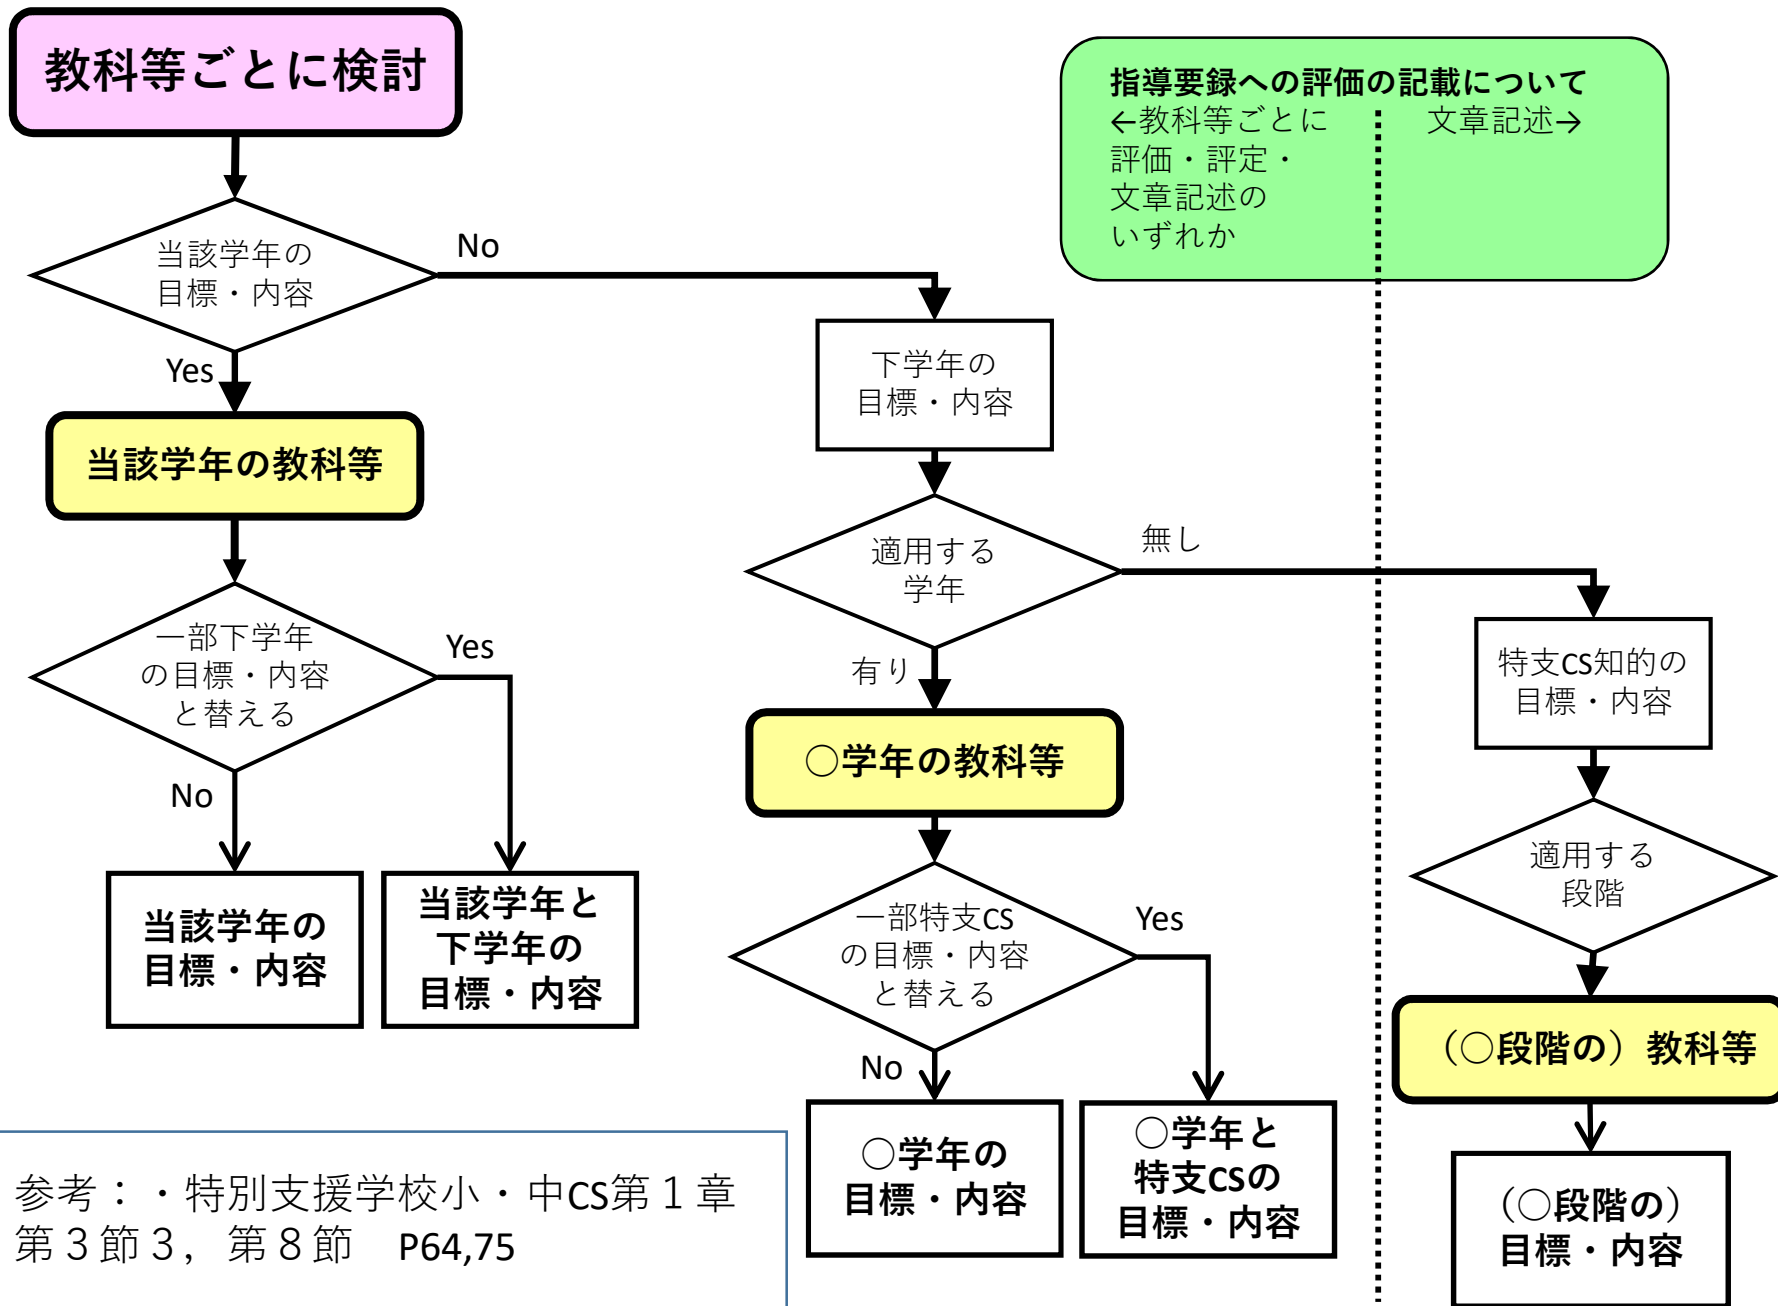 教科等ごとに検討
指導要録への評価の記載について
←教科等ごとに
評価・評定・
文章記述の
いずれか
文章記述→
当該学年の
目標・内容
No
Yes
下学年の
目標・内容
当該学年の教科等
適用する
学年
無し
有り
一部下学年
の目標・内容
と替える
Yes
No
特支CS知的の
目標・内容
○学年の教科等
適用する
段階
当該学年の
目標・内容
当該学年と
下学年の
目標・内容
一部特支CS
の目標・内容
と替える
Yes
No
（○段階の）教科等
○学年の
目標・内容
○学年と
特支CSの
目標・内容
（○段階の）
目標・内容
参考：・特別支援学校小・中CS第１章
第３節３，第８節　P64,75